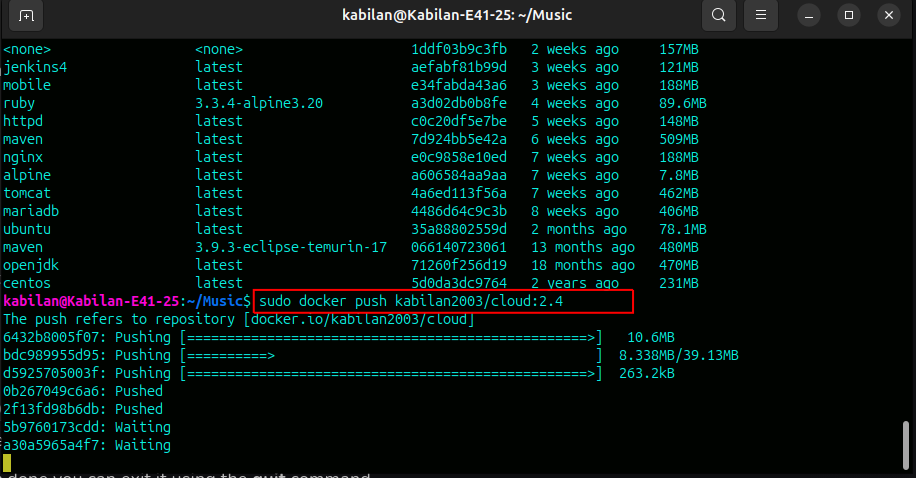 kabilan@Kabilan-E41-25: ~/Music
<none> <none> 1ddf03b9c3fb 2 weeks ago 157MB
jenkins4 latest aefabf81b99d 3 weeks ago 121MB
mobile latest e34fabda43a6 3 weeks ago 188MB
ruby 3.3.4-alpine3.20 a3d02db0b8fe 4 weeks ago 89.6MB
httpd latest c0c20df5e7be 5 weeks ago 148MB
maven latest 7d924bb5e42a 6 weeks ago 509MB
nginx latest e0c9858e10ed 7 weeks ago 188MB
alpine latest a606584aa9aa 7 weeks ago 7.8MB
tomcat latest 4a6ed113f56a 7 weeks ago 462MB
mariadb latest 4486d64c9c3b 8 weeks ago 406MB
ubuntu latest 35a88802559d 2 months ago 78.1MB
maven 3.9.3-eclipse-temurin-17 066140723061 13 months ago 480MB
openjdk latest 71260f256d19 18 months ago 470MB
centos latest 5d0da3dc9764 2 years ago 231MB
kabilan@Kabilan-E41-25:~/Music$ sudo docker push kabilan2003/cloud:2.4
The push refers to repository [docker.io/kabilan2003/cloud]
6432b8005f07: Pushing [==================================================>] 10.6MB
bdc989955d95: Pushing [==========> ] 8.338MB/39.13MB
d5925705003f: Pushing [==================================================>] 263.2kB
0b267049c6a6: Pushed
2f13fd98b6db: Pushed
5b9760173cdd: Waiting
a30a5965a4f7: Waiting
done you can exit it using the quit command